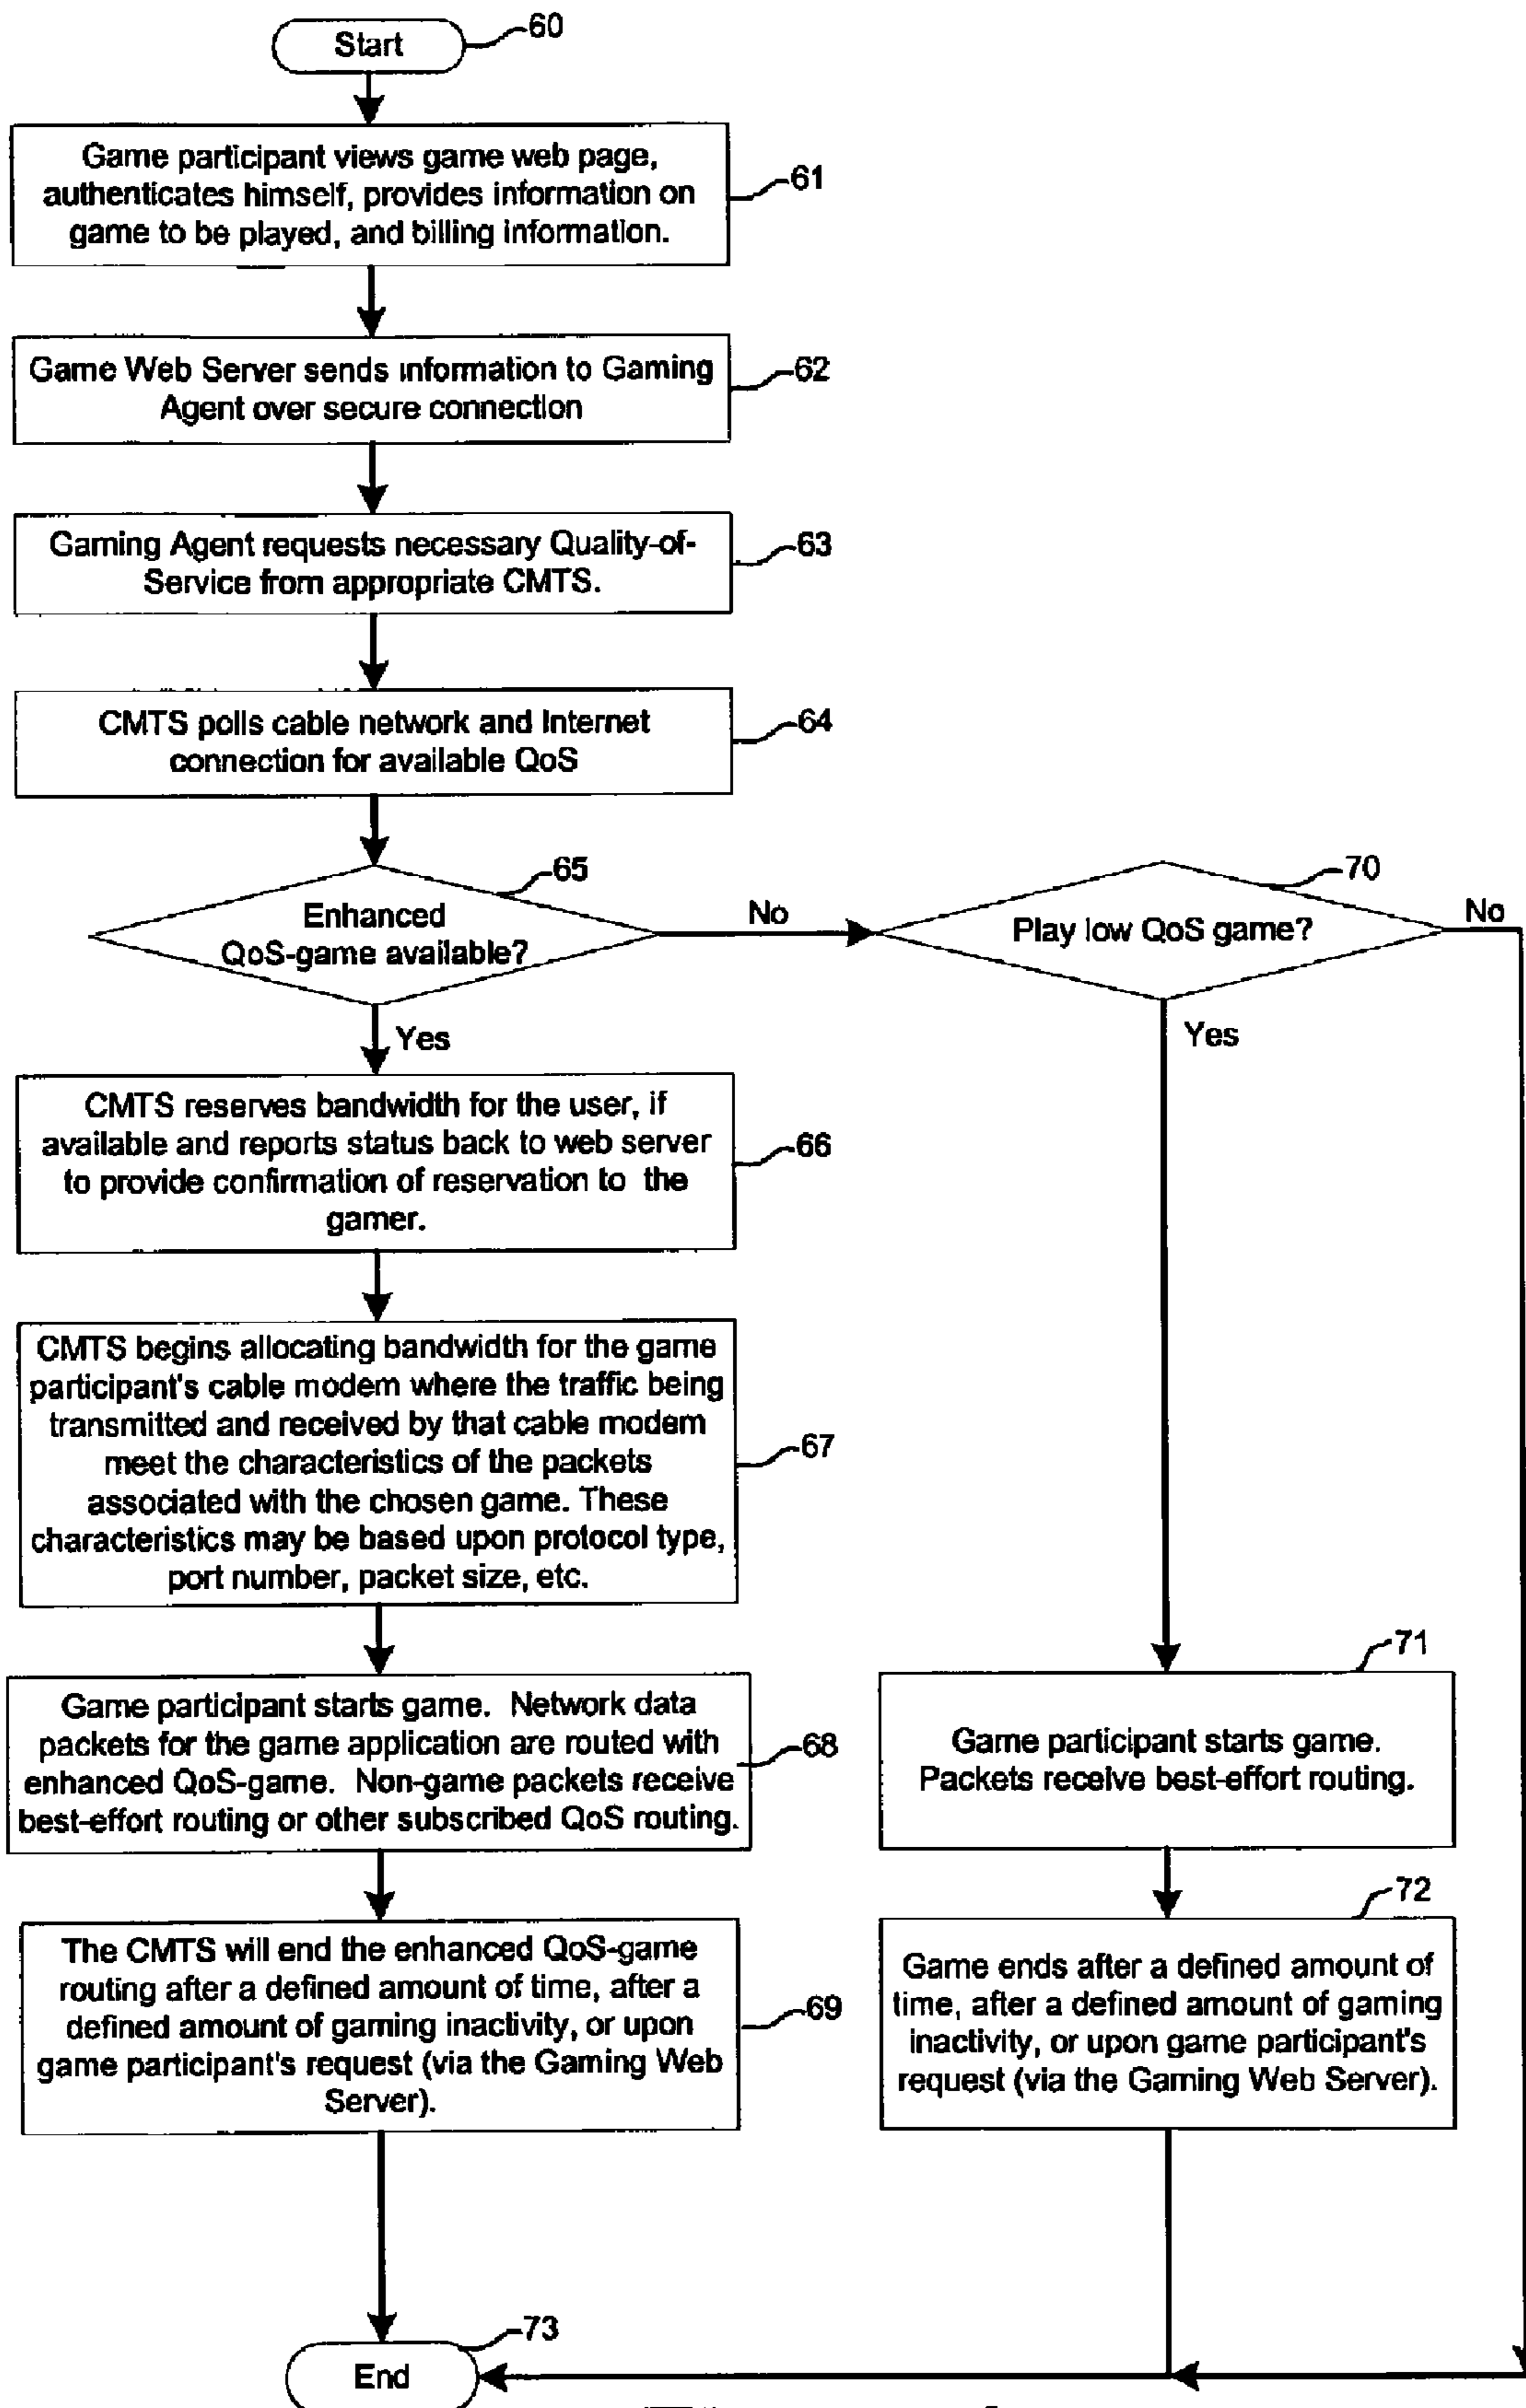 Start
60
Game participant views game web page,
authenticates himself, provides information on
game to be played, and billing information.
61
Game Web Server sends information to Gaming
Agent over secure connection
62
Gaming Agent requests necessary Quality-of-
Service from appropriate CMTS.
63
CMTS polls cable network and Internet
connection for available QoS
64
Enhanced
QoS-game available?
65
No
Play low QoS game?
70
No
Yes
Yes
CMTS reserves bandwidth for the user, if
available and reports status back to web server
to provide confirmation of reservation to the
gamer.
66
CMTS begins allocating bandwidth for the game
participant's cable modem where the traffic being
transmitted and received by that cable modem
meet the characteristics of the packets
associated with the chosen game. These
characteristics may be based upon protocol type,
port number, packet size, etc.
67
Game participant starts game. Network data
packets for the game application are routed with
enhanced QoS-game. Non-game packets receive
best-effort routing or other subscribed QoS routing.
68
71
Game participant starts game.
Packets receive best-effort routing.
The CMTS will end the enhanced QoS-game
routing after a defined amount of time, after a
defined amount of gaming inactivity, or upon
game participant's request (via the Gaming Web
Server).
69
72
Game ends after a defined amount of
time, after a defined amount of gaming
inactivity, or upon game participant's
request (via the Gaming Web Server).
73
End